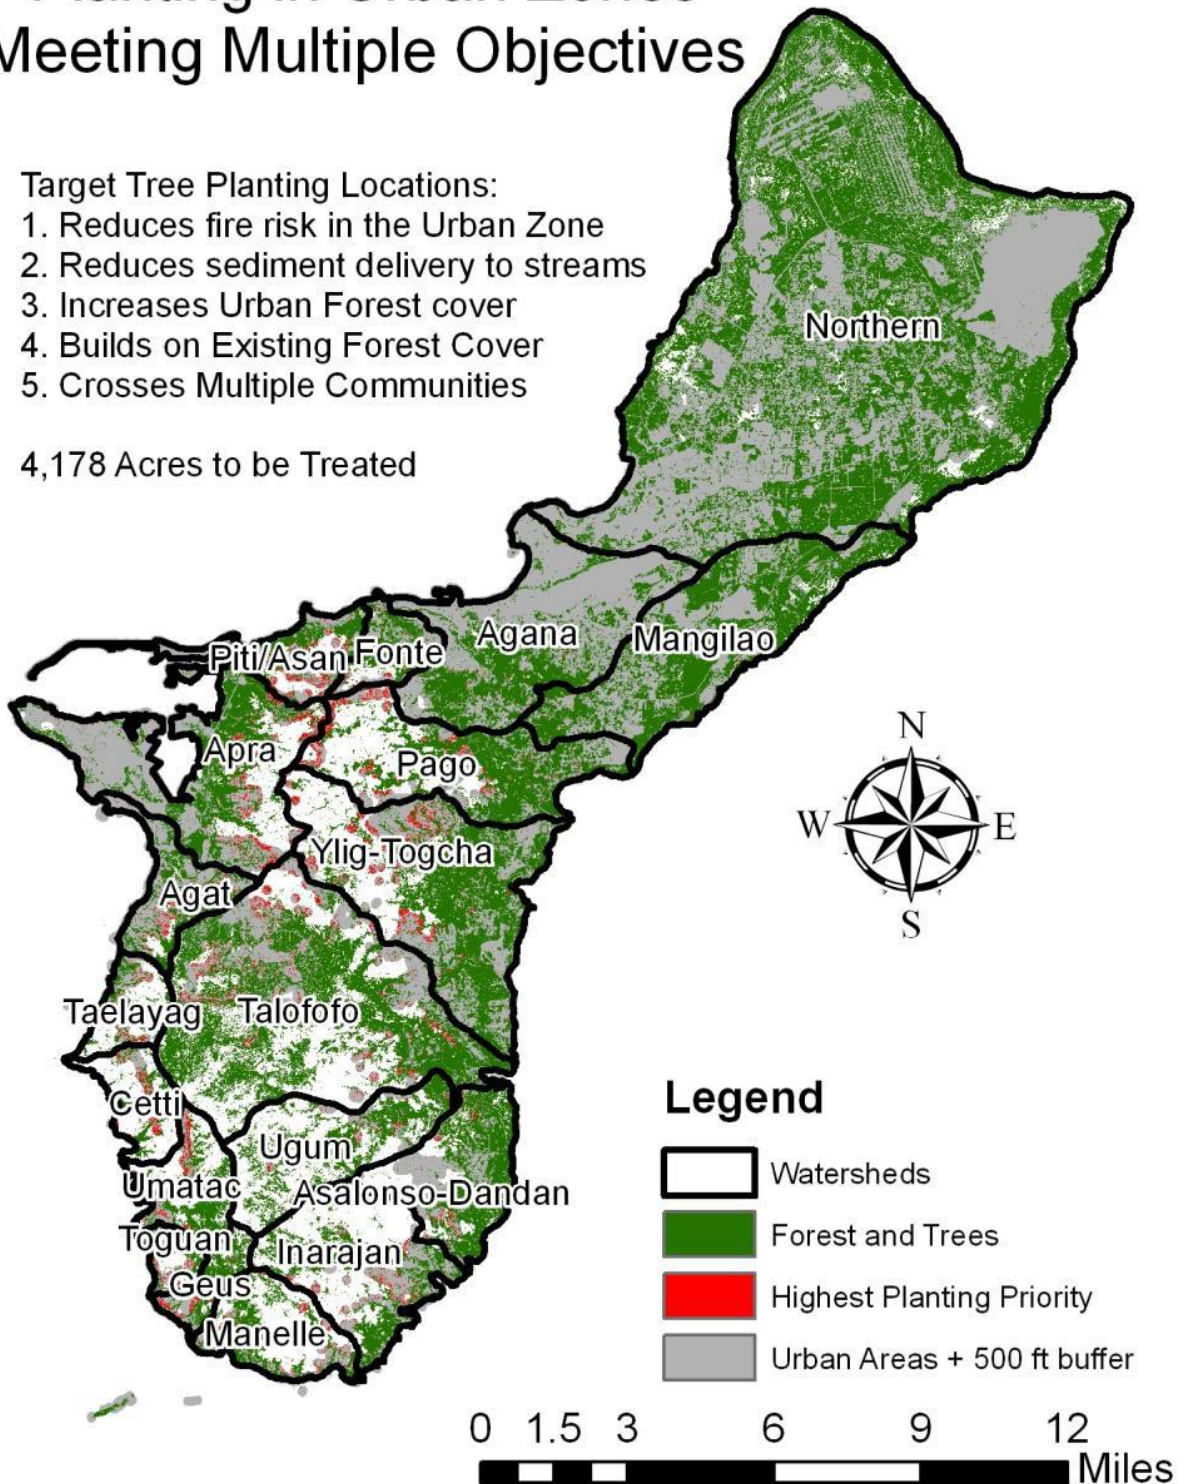 Planting in Urban Zones
Meeting Multiple Objectives
Target Tree Planting Locations:
1. Reduces fire risk in the Urban Zone
2. Reduces sediment delivery to streams
3. Increases Urban Forest cover
4. Builds on Existing Forest Cover
5. Crosses Multiple Communities
4,178 Acres to be Treated
Northern
Agana
Mangilao
Piti/Asan
Fonte
Apra
Pago
Ylig-Togcha
Agat
Taelayag
Talofofo
Cetti
Ugum
Umatac
Asalonso-Dandan
Toguan
Inarajan
Geus
Manelle
N
W
E
S
Legend
Watersheds
Forest and Trees
Highest Planting Priority
Urban Areas + 500 ft buffer
0 1.5 3 6 9 12
Miles